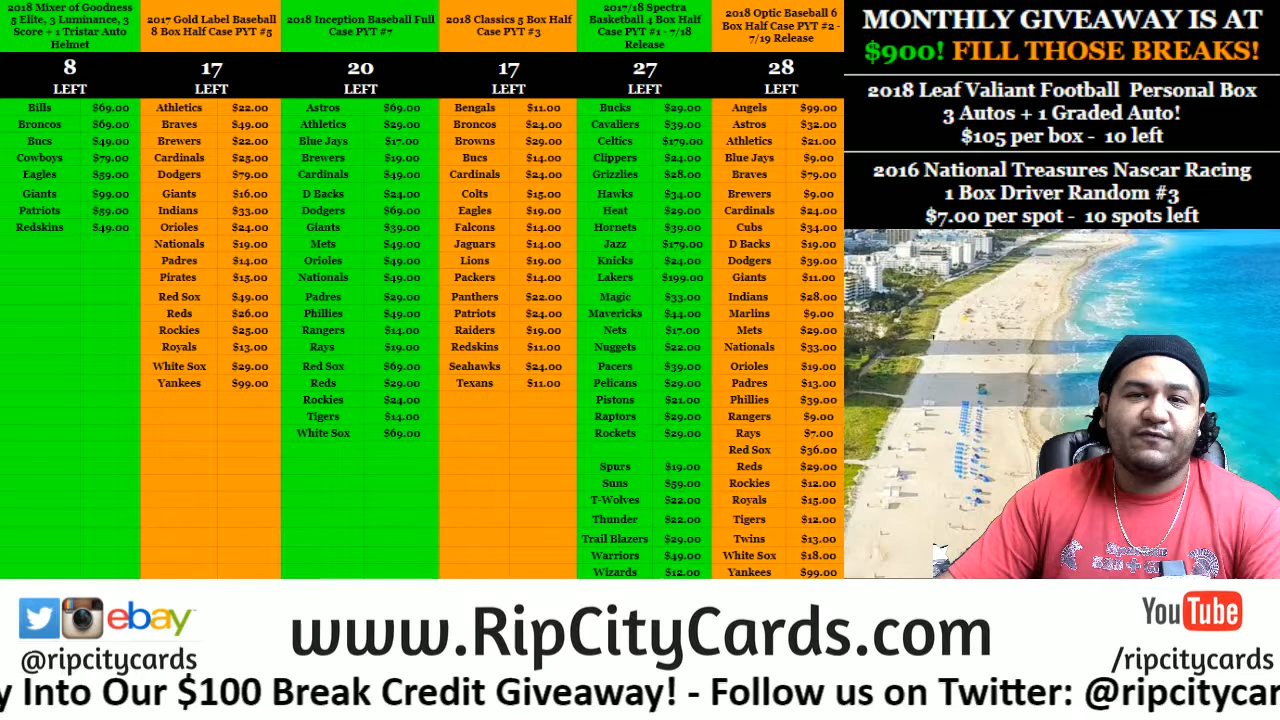 2018 Mixer of Goodness
5 Elite, 3 Luminance, 3
Score + 1 Tristar Auto
Helmet
8
LEFT
Bills $69.00
Broncos $69.00
Bucs $49.00
Cowboys $79.00
Eagles $59.00
Giants $99.00
Patriots $59.00
Redskins $49.00
2017 Gold Label Baseball
8 Box Half Case PYT #5
17
LEFT
Athletics $22.00
Braves $49.00
Brewers $22.00
Cardinals $25.00
Dodgers $79.00
Giants $16.00
Indians $33.00
Orioles $24.00
Nationals $19.00
Padres $14.00
Pirates $15.00
Red Sox $49.00
Reds $26.00
Rockies $25.00
Royals $13.00
White Sox $29.00
Yankees $99.00
2018 Inception Baseball Full
Case PYT #7
20
LEFT
Astros $69.00
Athletics $29.00
Blue Jays $17.00
Brewers $19.00
Cardinals $49.00
D Backs $24.00
Dodgers $69.00
Giants $39.00
Mets $49.00
Orioles $49.00
Nationals $49.00
Padres $29.00
Phillies $49.00
Rangers $14.00
Rays $19.00
Red Sox $69.00
Reds $29.00
Rockies $24.00
Tigers $14.00
White Sox $69.00
2018 Classics 5 Box Half
Case PYT #3
17
LEFT
Bengals $11.00
Broncos $24.00
Browns $29.00
Bucs $14.00
Cardinals $24.00
Colts $15.00
Eagles $19.00
Falcons $14.00
Jaguars $14.00
Lions $19.00
Packers $14.00
Panthers $22.00
Patriots $24.00
Raiders $19.00
Redskins $11.00
Seahawks $24.00
Texans $11.00
2017/18 Spectra
Basketball 4 Box Half
Case PYT #1 - 7/18
Release
27
LEFT
Bucks $29.00
Cavaliers $39.00
Celtics $179.00
Clippers $24.00
Grizzlies $28.00
Hawks $34.00
Heat $29.00
Hornets $39.00
Jazz $179.00
Knicks $24.00
Lakers $199.00
Magic $33.00
Mavericks $44.00
Nets $17.00
Nuggets $22.00
Pacers $39.00
Pelicans $29.00
Pistons $21.00
Raptors $29.00
Rockets $29.00
Spurs $19.00
Suns $59.00
T-Wolves $22.00
Thunder $22.00
Trail Blazers $29.00
Warriors $49.00
Wizards $12.00
2018 Optic Baseball 6
Box Half Case PYT #2 -
7/19 Release
28
LEFT
Angels $99.00
Astros $32.00
Athletics $21.00
Blue Jays $9.00
Braves $79.00
Brewers $9.00
Cardinals $24.00
Cubs $34.00
D Backs $19.00
Dodgers $39.00
Giants $11.00
Indians $28.00
Marlins $9.00
Mets $29.00
Nationals $33.00
Orioles $19.00
Padres $13.00
Phillies $39.00
Rangers $9.00
Rays $7.00
Red Sox $36.00
Reds $29.00
Rockies $12.00
Royals $15.00
Tigers $12.00
Twins $13.00
White Sox $18.00
Yankees $99.00
MONTHLY GIVEAWAY IS AT
$900! FILL THOSE BREAKS!
2018 Leaf Valiant Football Personal Box
3 Autos + 1 Graded Auto!
$105 per box - 10 left
2016 National Treasures Nascar Racing
1 Box Driver Random #3
$7.00 per spot - 10 spots left
ebay
@ripcitycards
www.RipCityCards.com
YouTube
/ripcitycards
y Into Our $100 Break Credit Giveaway! - Follow us on Twitter: @ripcitycar